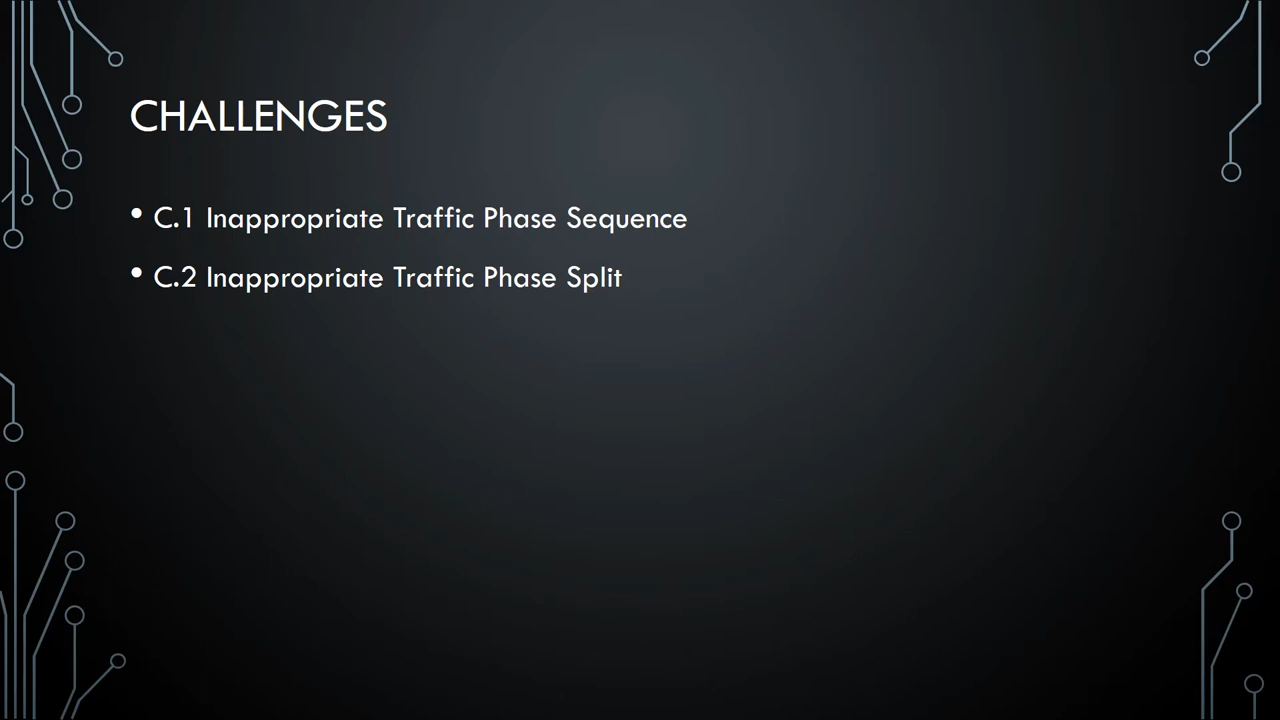 CHALLENGES
• C.1 Inappropriate Traffic Phase Sequence
• C.2 Inappropriate Traffic Phase Split